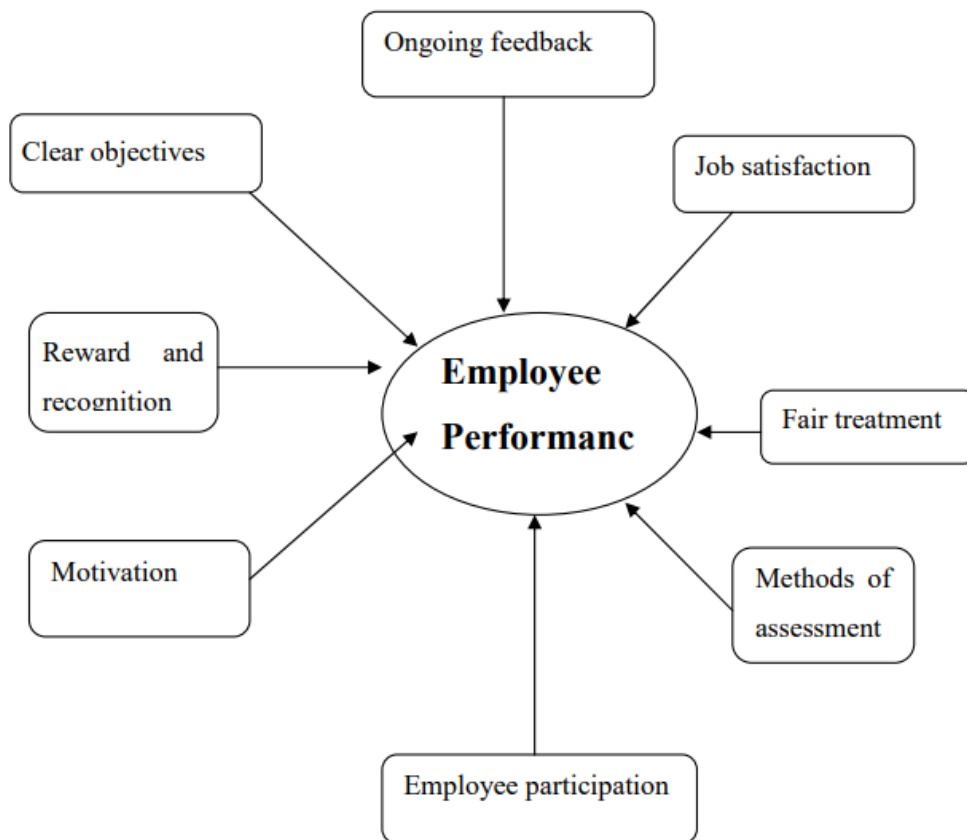 Ongoing feedback
Clear objectives
Job satisfaction
Reward and
recognition
Employee
Performanc
Fair treatment
Motivation
Methods of
assessment
Employee participation